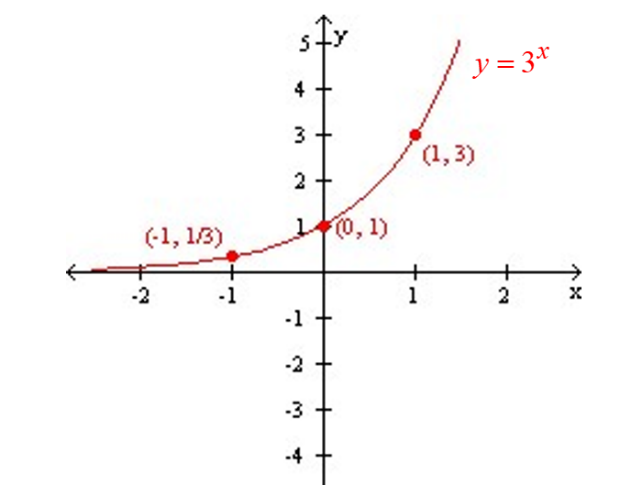 5 y
y = 3^x
4
3
(1, 3)
2
(-1, 1/3) 1 (0, 1)
-2 -1 1 2 x
-1
-2
-3
-4